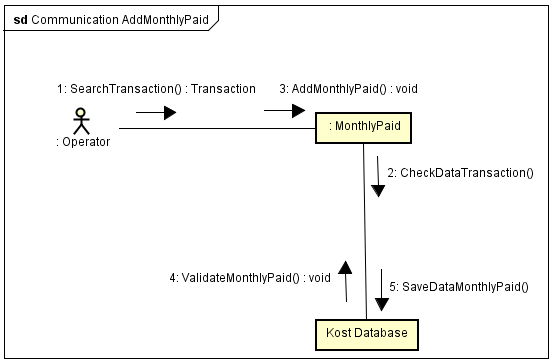 sd Communication AddMonthlyPaid
1: SearchTransaction() : Transaction
3: AddMonthlyPaid() : void
: Operator
: MonthlyPaid
2: CheckDataTransaction()
4: ValidateMonthlyPaid() : void
5: SaveDataMonthlyPaid()
Kost Database